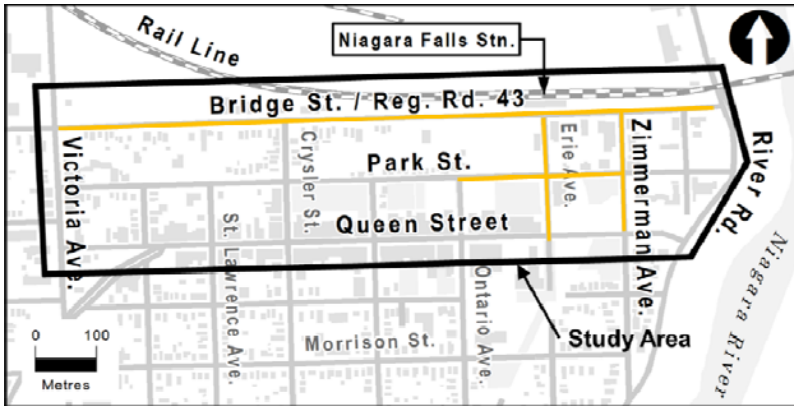 Rail Line
Niagara Falls Stn.
Bridge St. / Reg. Rd. 43
Victoria Ave.
Crysler St.
Park St.
Erie Ave.
Zimmerman Ave.
River Rd.
St. Lawrence Ave.
Queen Street
Ontario Ave.
Niagara River
0 100
Metres
Morrison St.
Study Area